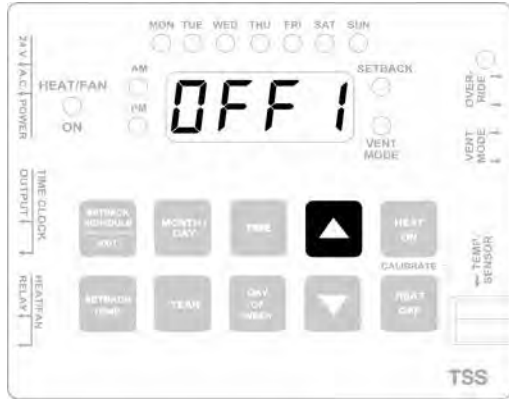 MON TUE WED THU FRI SAT SUN
24 V A.C. POWER
HEAT/FAN
ON
AM
PM
OFF1
SETBACK
VENT
MODE
OVER-
RIDE
VENT
MODE
TIME CLOCK
OUTPUT
SETBACK
SCHEDULE
MONTH /
DAY
TIME
HEAT
ON
CALIBRATE
TEMP.
SENSOR
HEAT/FAN
RELAY
SETBACK
TEMP
YEAR
DAY
OF
WEEK
HEAT
OFF
TSS